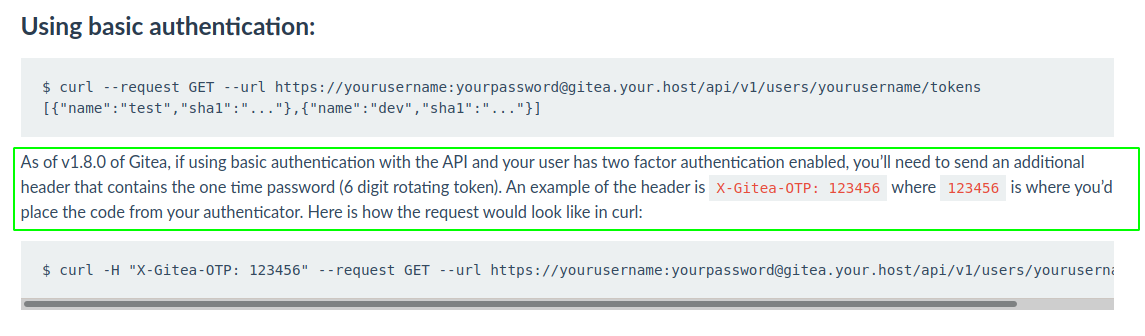 Using basic authentication:
$ curl --request GET --url https://yourusername:yourpassword@gitea.your.host/api/v1/users/yourusername/tokens
[{"name":"test","sha1":"..."},{"name":"dev","sha1":"..."}]
As of v1.8.0 of Gitea, if using basic authentication with the API and your user has two factor authentication enabled, you’ll need to send an additional
header that contains the one time password (6 digit rotating token). An example of the header is X-Gitea-OTP: 123456 where 123456 is where you’d
place the code from your authenticator. Here is how the request would look like in curl:
$ curl -H "X-Gitea-OTP: 123456" --request GET --url https://yourusername:yourpassword@gitea.your.host/api/v1/users/youruserna